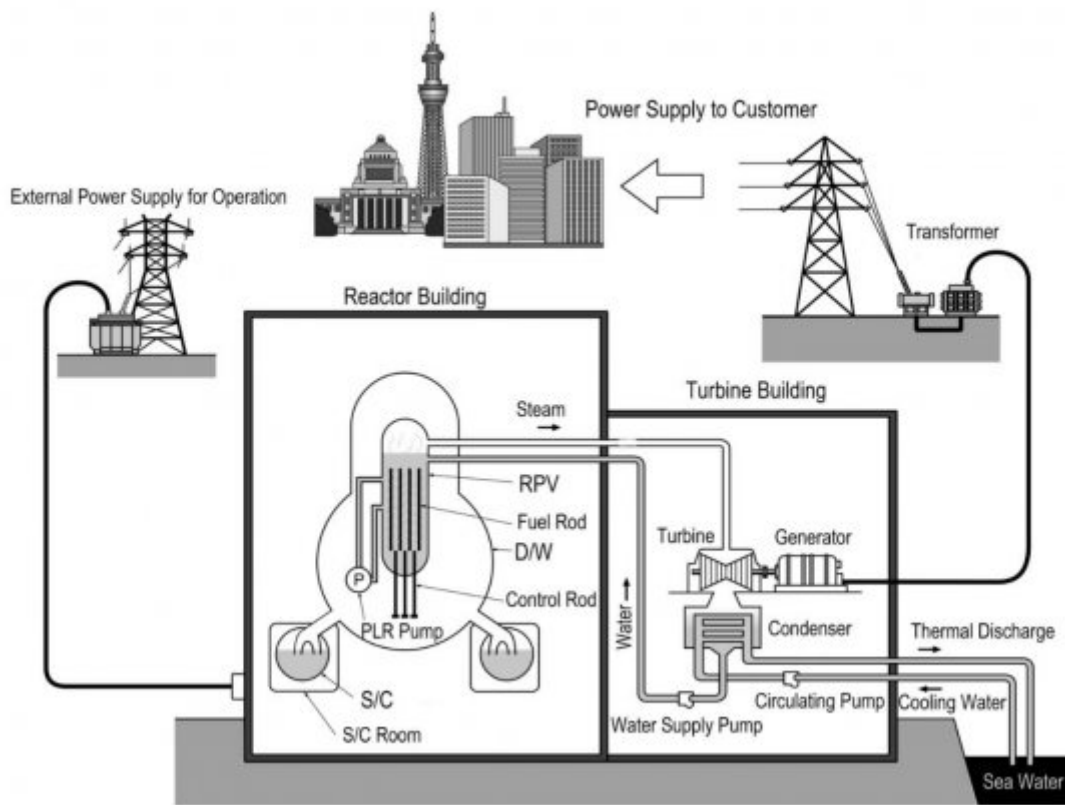 Power Supply to Customer
External Power Supply for Operation
Transformer
Reactor Building
Turbine Building
Steam
RPV
Fuel Rod
D/W
Turbine
Generator
P
Control Rod
PLR Pump
Water
Condenser
Thermal Discharge
S/C
Circulating Pump
Cooling Water
Water Supply Pump
S/C Room
Sea Water